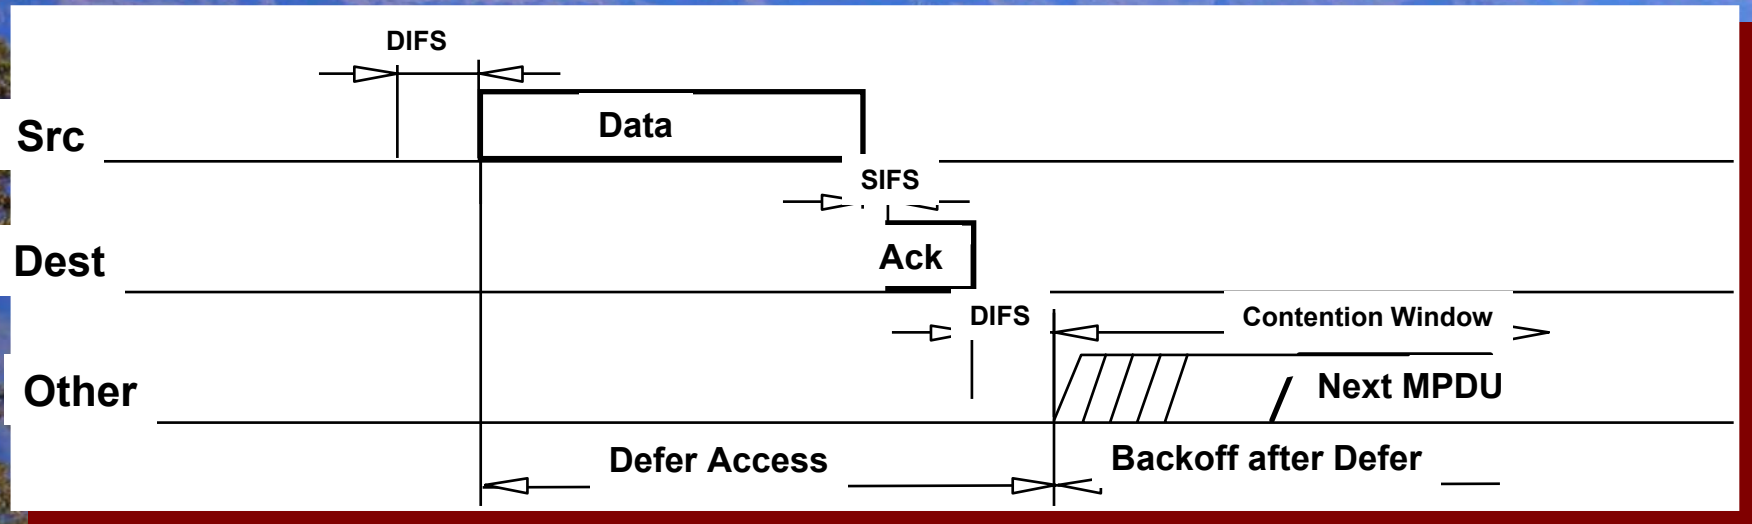 DIFS
Src
Data
SIFS
Dest
Ack
DIFS
Contention Window
Other
Next MPDU
Defer Access
Backoff after Defer